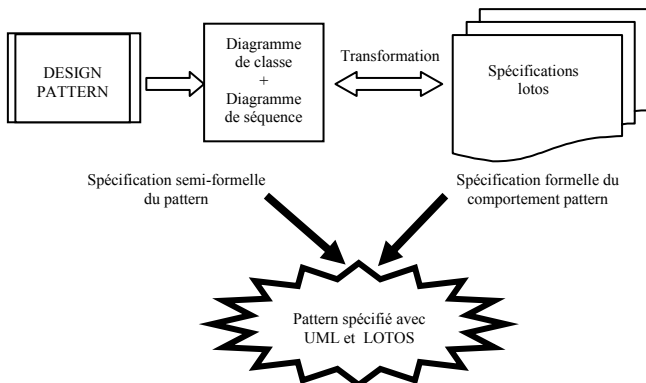 DESIGN
PATTERN
Diagramme
de classe
+
Diagramme
de séquence
Transformation
Spécifications
lotos
Spécification semi-formelle
du pattern
Spécification formelle du
comportement pattern
Pattern spécifié avec
UML et LOTOS